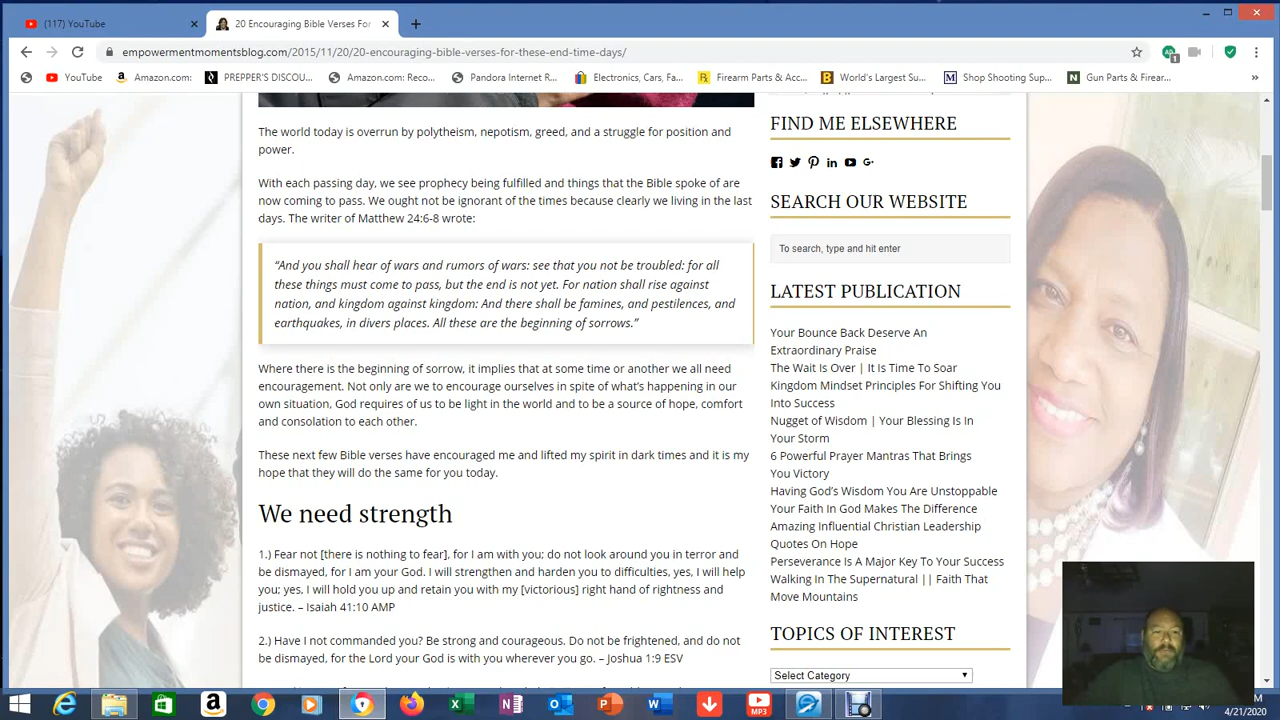 (117) YouTube
20 Encouraging Bible Verses For
empowermentmomentsblog.com/2015/11/20/20-encouraging-bible-verses-for-these-end-time-days/
YouTube
Amazon.com:
PREPPER'S DISCOU...
Amazon.com: Reco...
Pandora Internet R...
Electronics, Cars, Fa...
Firearm Parts & Acc...
World's Largest Su...
Shop Shooting Sup...
Gun Parts & Firear...
The world today is overrun by polytheism, nepotism, greed, and a struggle for position and
power.
With each passing day, we see prophecy being fulfilled and things that the Bible spoke of are
now coming to pass. We ought not be ignorant of the times because clearly we living in the last
days. The writer of Matthew 24:6-8 wrote:
“And you shall hear of wars and rumors of wars: see that you not be troubled: for all
these things must come to pass, but the end is not yet. For nation shall rise against
nation, and kingdom against kingdom: And there shall be famines, and pestilences, and
earthquakes, in divers places. All these are the beginning of sorrows.”
Where there is the beginning of sorrow, it implies that at some time or another we all need
encouragement. Not only are we to encourage ourselves in spite of what’s happening in our
own situation, God requires of us to be light in the world and to be a source of hope, comfort
and consolation to each other.
These next few Bible verses have encouraged me and lifted my spirit in dark times and it is my
hope that they will do the same for you today.
We need strength
1.) Fear not [there is nothing to fear], for I am with you; do not look around you in terror and
be dismayed, for I am your God. I will strengthen and harden you to difficulties, yes, I will help
you; yes, I will hold you up and retain you with my [victorious] right hand of rightness and
justice. – Isaiah 41:10 AMP
2.) Have I not commanded you? Be strong and courageous. Do not be frightened, and do not
be dismayed, for the Lord your God is with you wherever you go. – Joshua 1:9 ESV
FIND ME ELSEWHERE
SEARCH OUR WEBSITE
To search, type and hit enter
LATEST PUBLICATION
Your Bounce Back Deserve An
Extraordinary Praise
The Wait Is Over | It Is Time To Soar
Kingdom Mindset Principles For Shifting You
Into Success
Nugget of Wisdom | Your Blessing Is In
Your Storm
6 Powerful Prayer Mantras That Brings
You Victory
Having God’s Wisdom You Are Unstoppable
Your Faith In God Makes The Difference
Amazing Influential Christian Leadership
Quotes On Hope
Perseverance Is A Major Key To Your Success
Walking In The Supernatural || Faith That
Move Mountains
TOPICS OF INTEREST
Select Category
MP3
4/21/2020